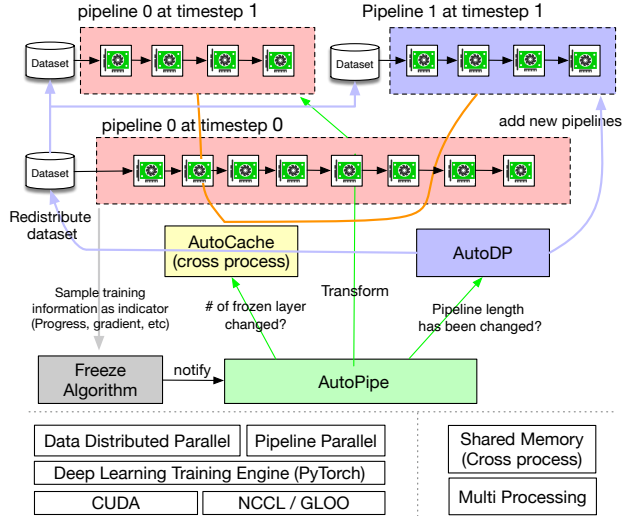 pipeline 0 at timestep 1
Pipeline 1 at timestep 1
Dataset
Dataset
add new pipelines
pipeline 0 at timestep 0
Dataset
Redistribute
dataset
AutoCache
(cross process)
AutoDP
Sample training
information as indicator
(Progress, gradient, etc)
# of frozen layer
changed?
Transform
Pipeline length
has been changed?
Freeze
Algorithm
notify
AutoPipe
Data Distributed Parallel
Pipeline Parallel
Deep Learning Training Engine (PyTorch)
CUDA
NCCL / GLOO
Shared Memory
(Cross process)
Multi Processing